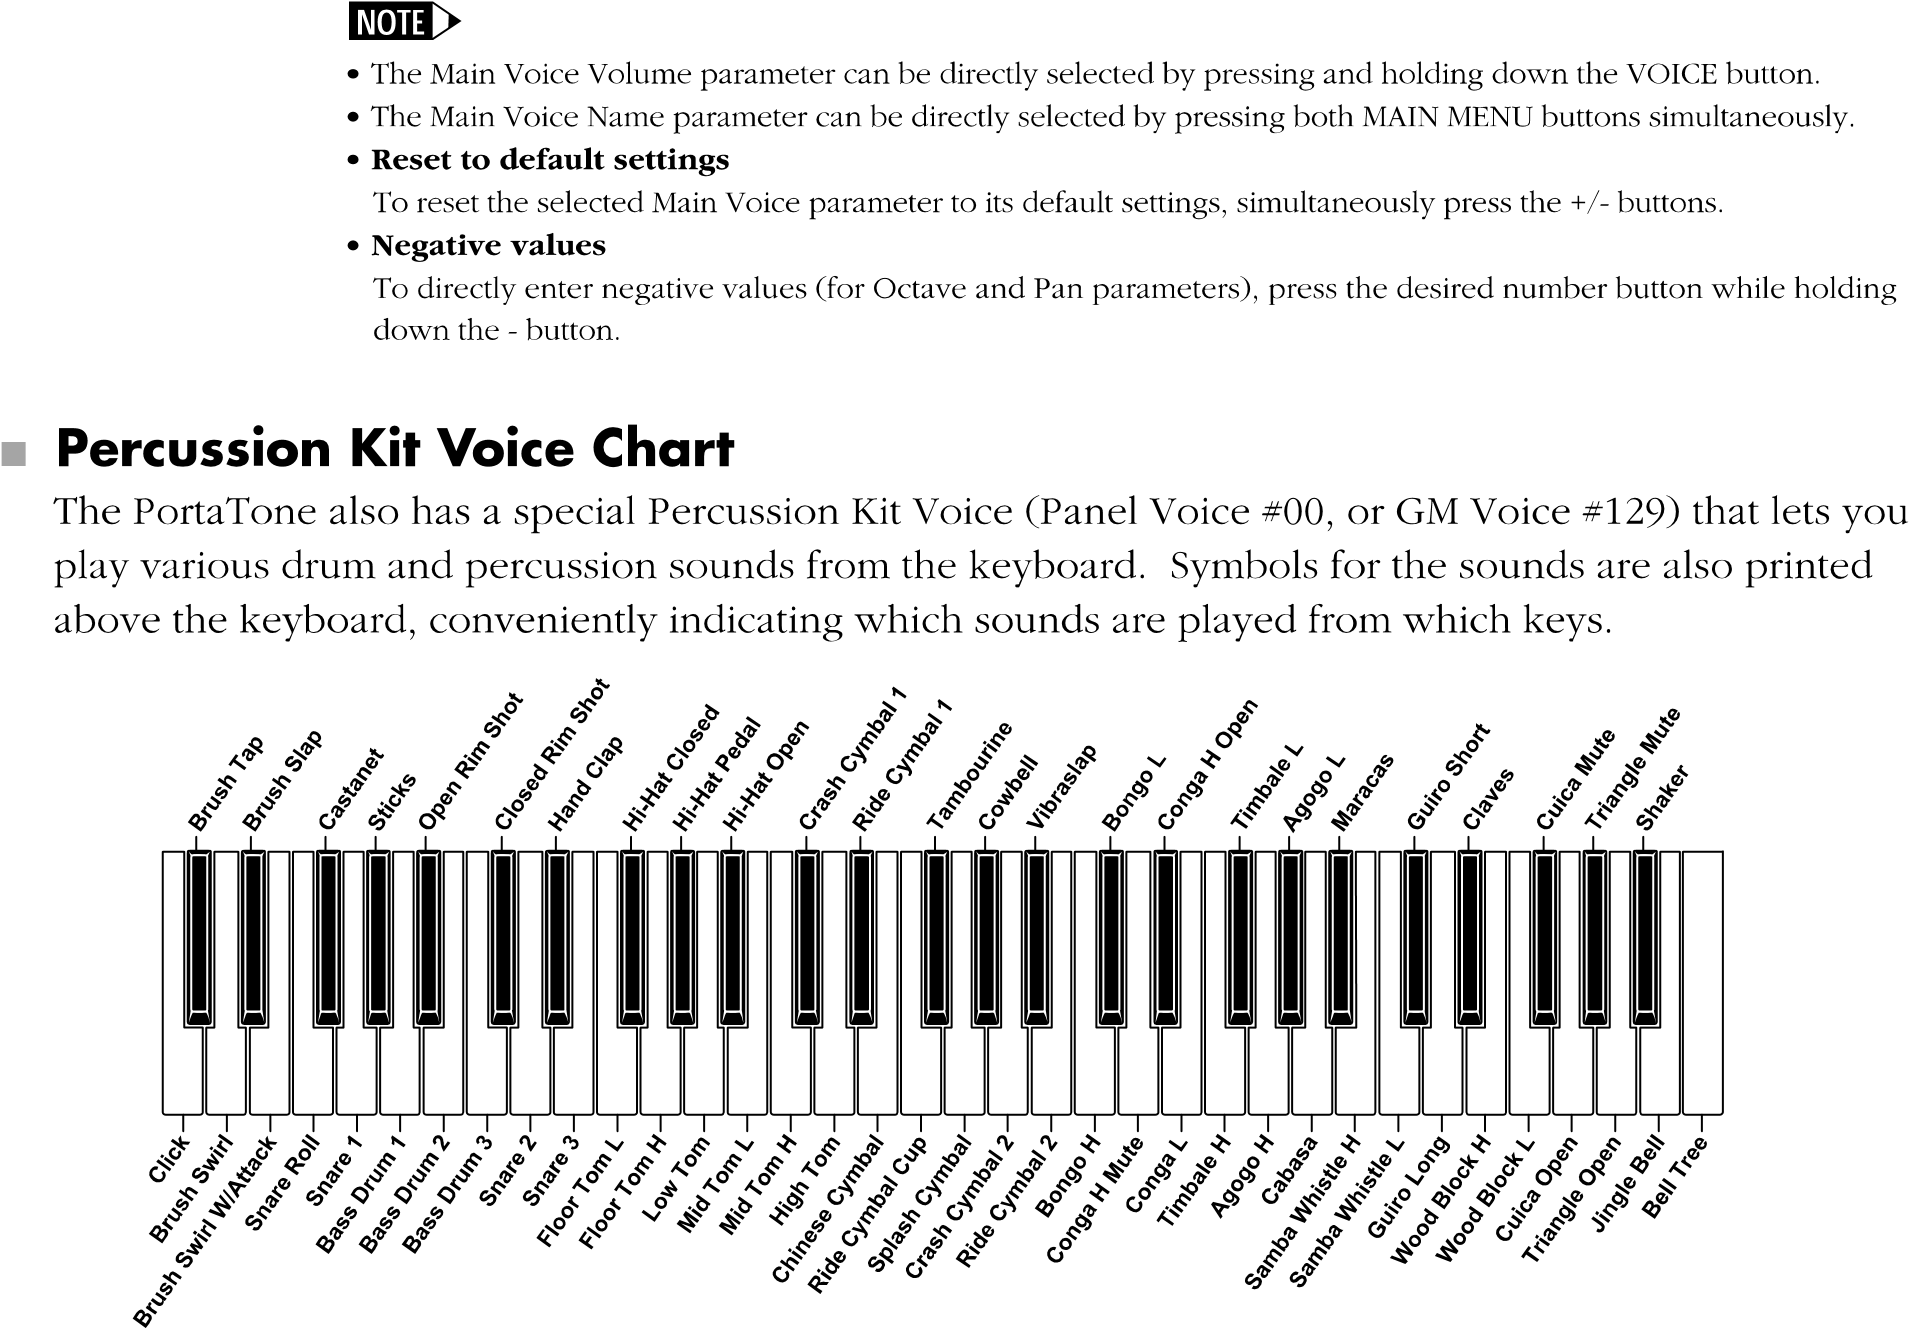 NOTE
• The Main Voice Volume parameter can be directly selected by pressing and holding down the VOICE button.
• The Main Voice Name parameter can be directly selected by pressing both MAIN MENU buttons simultaneously.
• Reset to default settings
To reset the selected Main Voice parameter to its default settings, simultaneously press the +/- buttons.
• Negative values
To directly enter negative values (for Octave and Pan parameters), press the desired number button while holding
down the - button.
Percussion Kit Voice Chart
The PortaTone also has a special Percussion Kit Voice (Panel Voice #00, or GM Voice #129) that lets you
play various drum and percussion sounds from the keyboard. Symbols for the sounds are also printed
above the keyboard, conveniently indicating which sounds are played from which keys.
Brush Tap
Brush Slap
Castanet
Sticks
Open Rim Shot
Closed Rim Shot
Hand Clap
Hi-Hat Closed
Hi-Hat Pedal
Hi-Hat Open
Crash Cymbal 1
Ride Cymbal 1
Tambourine
Cowbell
Vibraslap
Bongo L
Conga H Open
Timbale L
Agogo L
Maracas
Guiro Short
Claves
Cuica Mute
Triangle Mute
Shaker
Click
Brush Swirl
Brush Swirl W/Attack
Snare Roll
Snare 1
Bass Drum 1
Bass Drum 2
Bass Drum 3
Snare 2
Snare 3
Floor Tom L
Floor Tom H
Low Tom
Mid Tom L
Mid Tom H
High Tom
Chinese Cymbal
Ride Cymbal Cup
Splash Cymbal
Crash Cymbal 2
Ride Cymbal 2
Bongo H
Conga H Mute
Conga L
Timbale H
Agogo H
Cabasa
Samba Whistle H
Samba Whistle L
Guiro Long
Wood Block H
Wood Block L
Cuica Open
Triangle Open
Jingle Bell
Bell Tree